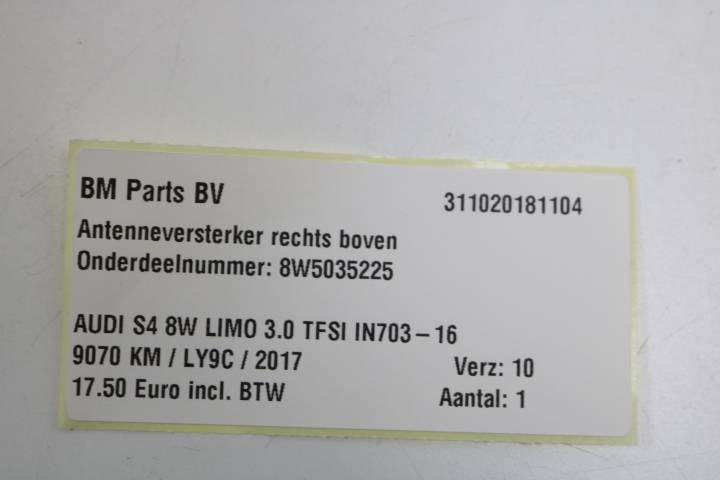 BM Parts BV 311020181104
Antenneversterker rechts boven
Onderdeelnummer: 8W5035225
AUDI S4 8W LIMO 3.0 TFSI IN703-16
9070 KM / LY9C / 2017 Verz: 10
17.50 Euro incl. BTW Aantal: 1